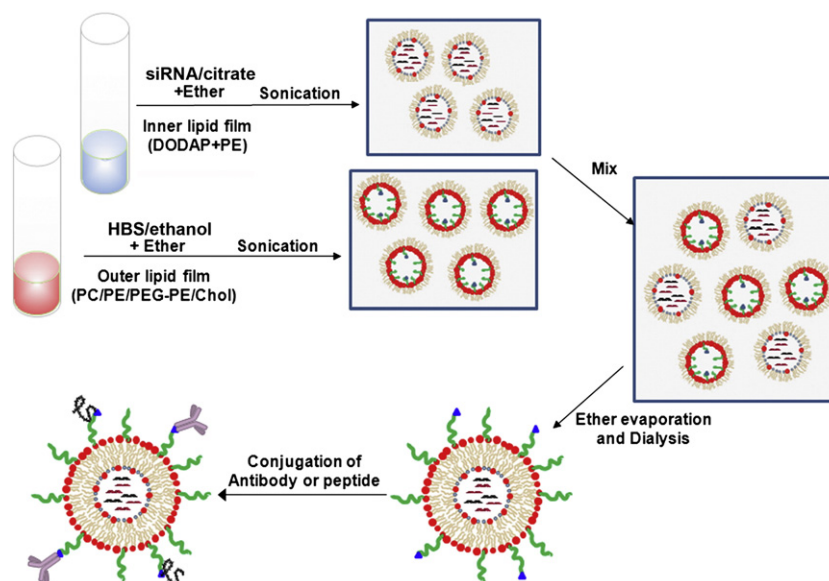 siRNA/citrate
+Ether
Sonication
Inner lipid film
(DODAP+PE)
Mix
HBS/ethanol
+ Ether
Sonication
Outer lipid film
(PC/PE/PEG-PE/Chol)
Ether evaporation
and Dialysis
Conjugation of
Antibody or peptide